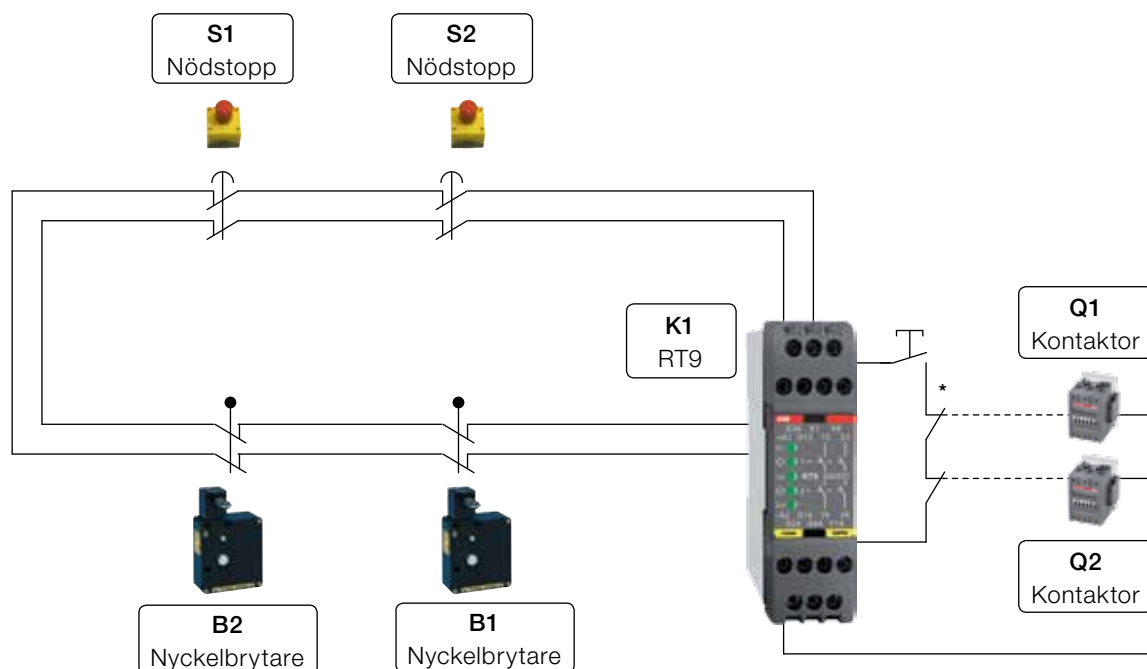 S1
Nödstopp
S2
Nödstopp
K1
RT9
Q1
Kontaktor
*
Q2
Kontaktor
B2
Nyckelbrytare
B1
Nyckelbrytare